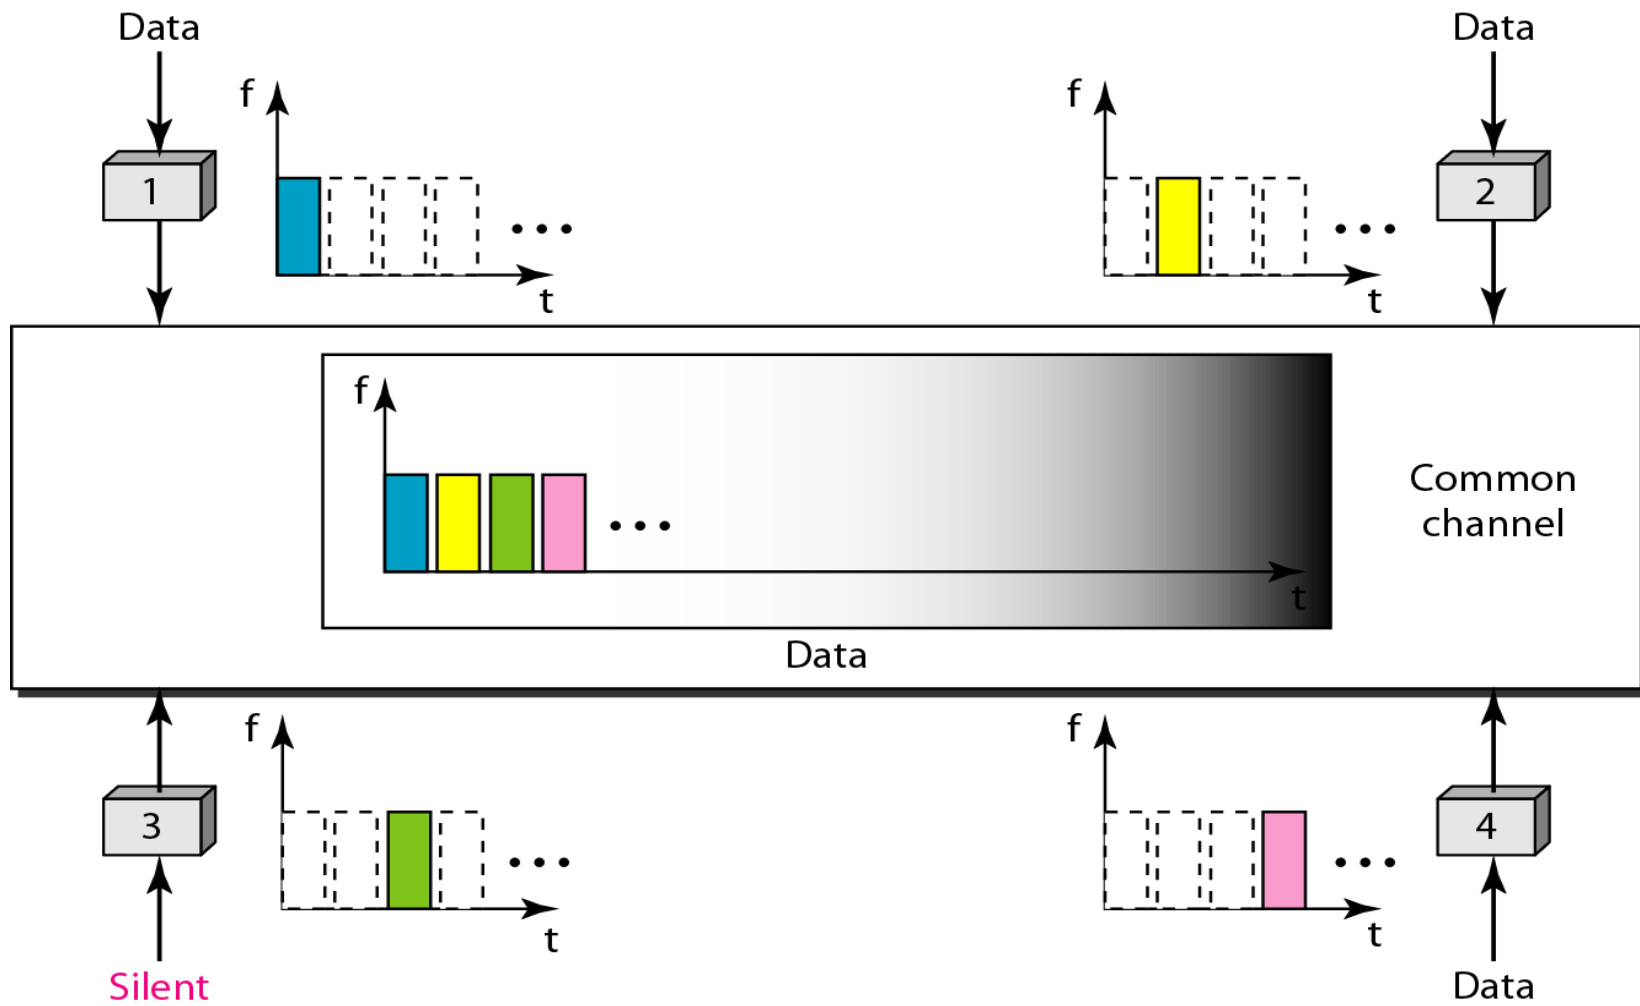 Data
Data
f
f
1
2
• • •
• • •
t
t
f
Common
channel
• • •
t
Data
f
f
3
4
• • •
• • •
t
t
Silent
Data